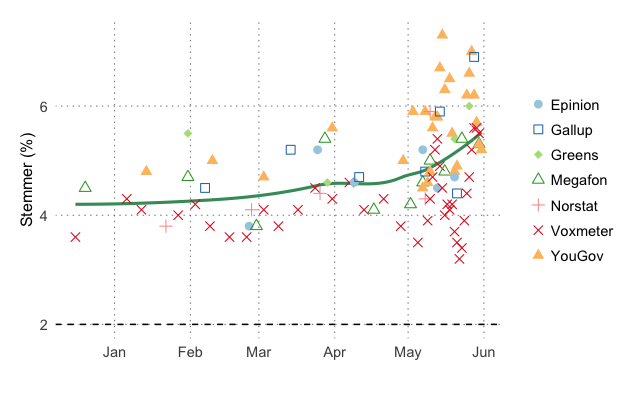 Stemmer (%)
6
4
2
Jan Feb Mar Apr May Jun
Epinion
Gallup
Greens
Megafon
Norstat
Voxmeter
YouGov